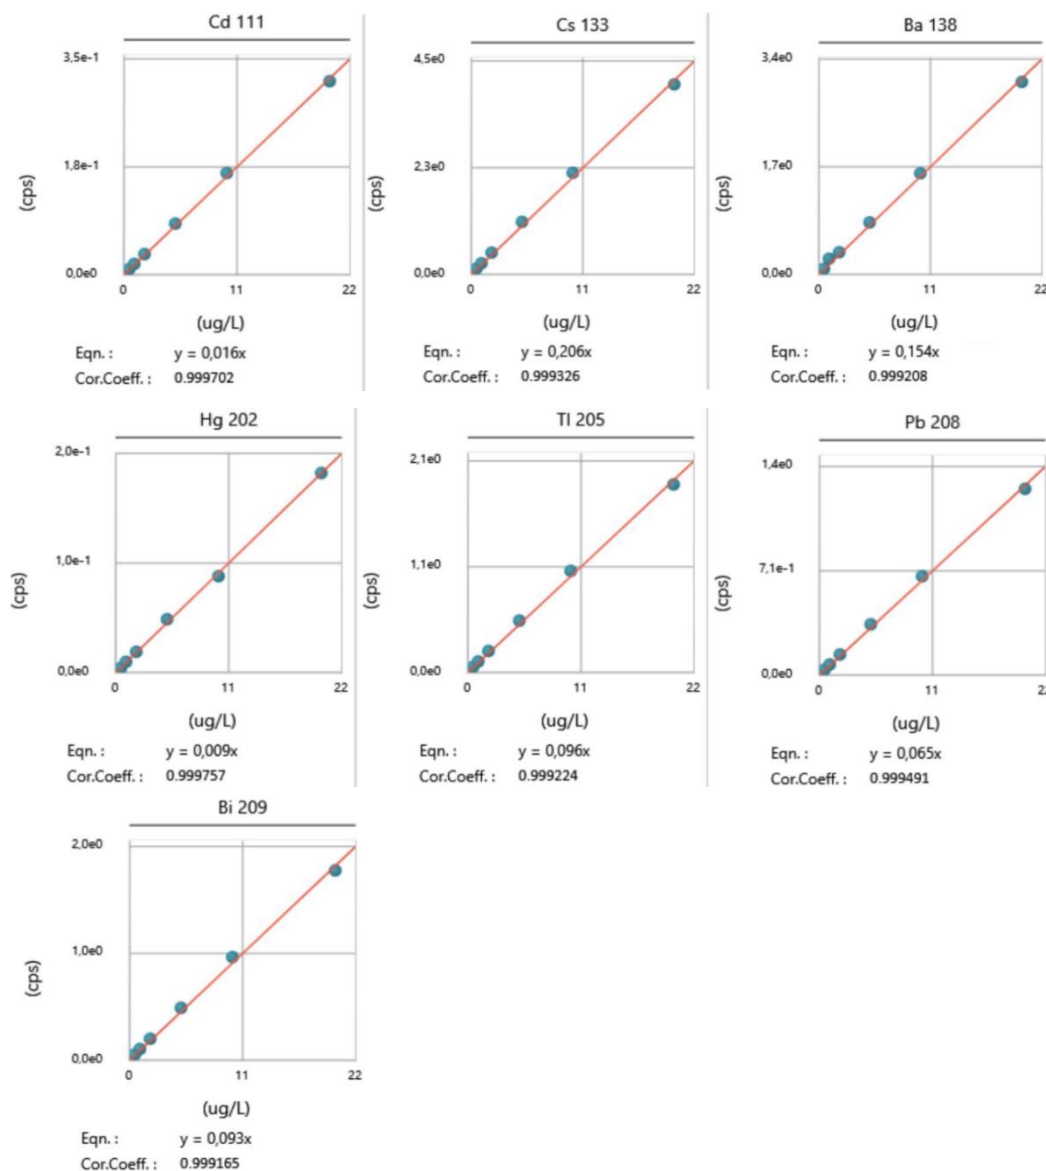 Cd 111
3,5e-1
1,8e-1
0,0e0
(cps)
0 11 22
(ug/L)
Eqn. : y = 0,016x
Cor.Coeff. : 0.999702
Cs 133
4,5e0
2,3e0
0,0e0
(cps)
0 11 22
(ug/L)
Eqn. : y = 0,206x
Cor.Coeff. : 0.999326
Ba 138
3,4e0
1,7e0
0,0e0
(cps)
0 11 22
(ug/L)
Eqn. : y = 0,154x
Cor.Coeff. : 0.999208
Hg 202
2,0e-1
1,0e-1
0,0e0
(cps)
0 11 22
(ug/L)
Eqn. : y = 0,009x
Cor.Coeff. : 0.999757
Tl 205
2,1e0
1,1e0
0,0e0
(cps)
0 11 22
(ug/L)
Eqn. : y = 0,096x
Cor.Coeff. : 0.999224
Pb 208
1,4e0
7,1e-1
0,0e0
(cps)
0 11 22
(ug/L)
Eqn. : y = 0,065x
Cor.Coeff. : 0.999491
Bi 209
2,0e0
1,0e0
0,0e0
(cps)
0 11 22
(ug/L)
Eqn. : y = 0,093x
Cor.Coeff. : 0.999165